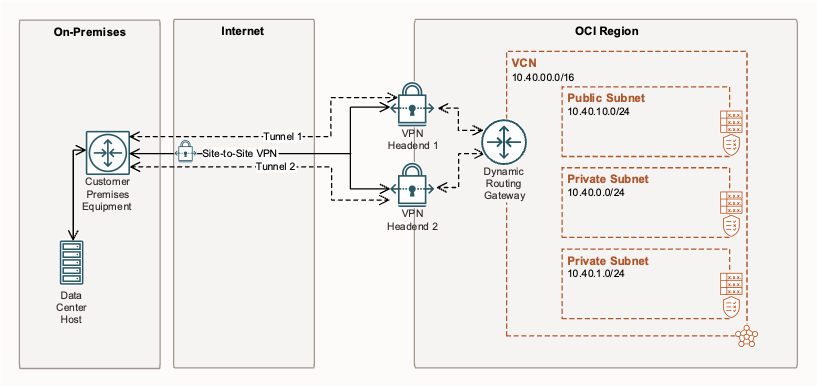 On-Premises
Internet
OCI Region
VCN
10.40.00.0/16
Public Subnet
10.40.10.0/24
VPN
Headend 1
Tunnel 1
Site-to-Site VPN
Tunnel 2
Customer
Premises
Equipment
Dynamic
Routing
Gateway
Private Subnet
10.40.0.0/24
VPN
Headend 2
Private Subnet
10.40.1.0/24
Data
Center
Host